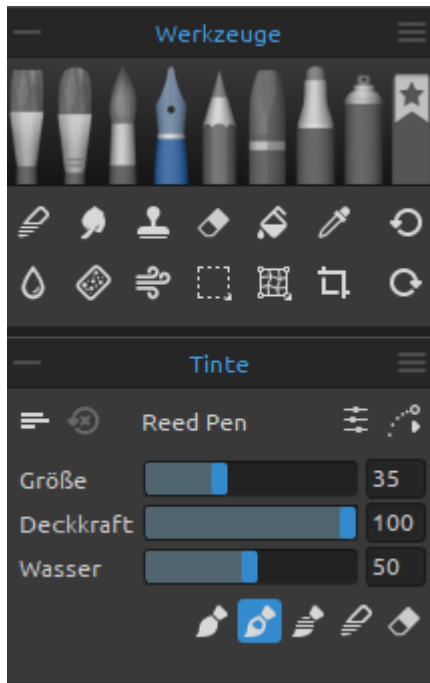 Werkzeuge
Tinte
Reed Pen
Größe 35
Deckkraft 100
Wasser 50